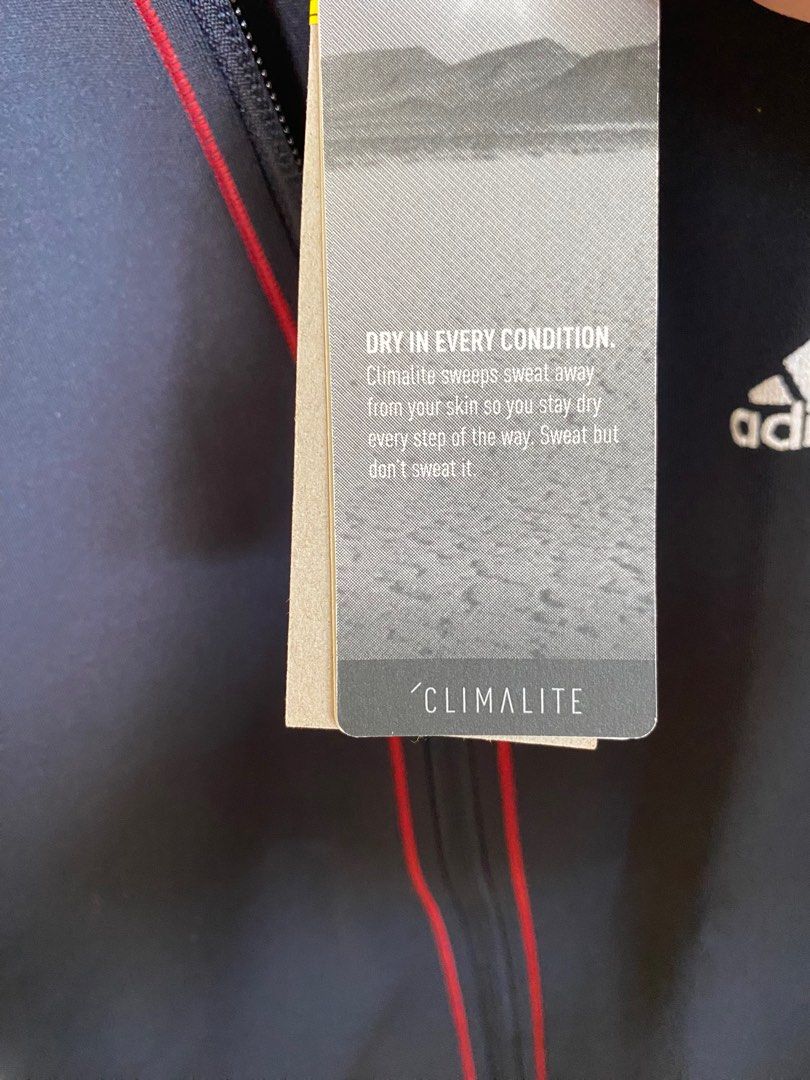 DRY IN EVERY CONDITION.
Climalite sweeps sweat away
from your skin so you stay dry
every step of the way. Sweat but
don't sweat it.
CLIMALITE